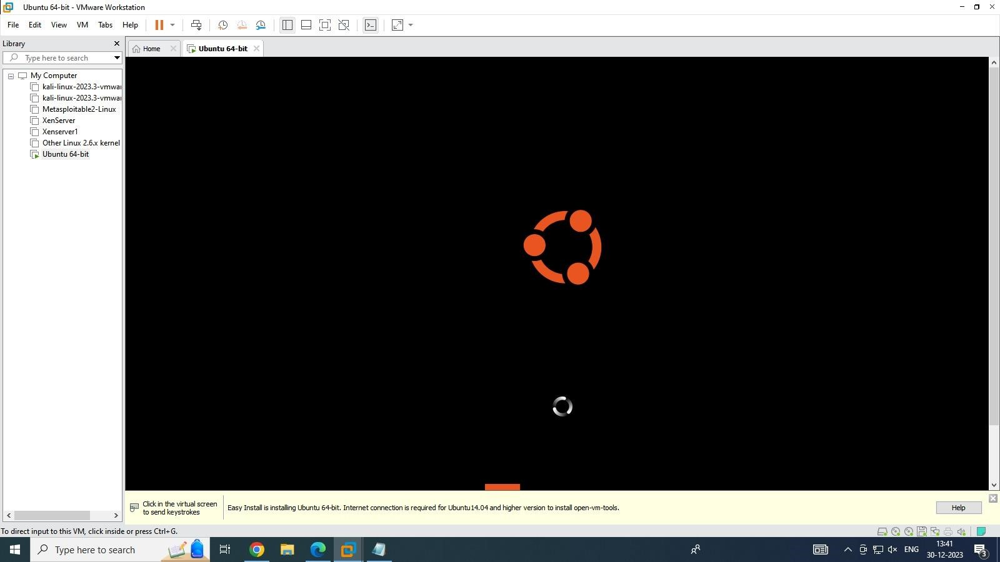 Ubuntu 64-bit - VMware Workstation
File Edit View VM Tabs Help
Library
Home
Ubuntu 64-bit
Type here to search
My Computer
kali-linux-2023.3-vmwar
kali-linux-2023.3-vmwar
Metasploitable2-Linux
XenServer
Xenserver1
Other Linux 2.6.x kernel
Ubuntu 64-bit
Click in the virtual screen
to send keystrokes
Easy Install is installing Ubuntu 64-bit. Internet connection is required for Ubuntu14.04 and higher version to install open-vm-tools.
Help
To direct input to this VM, click inside or press Ctrl+G.
Type here to search
ENG
13:41
30-12-2023
3